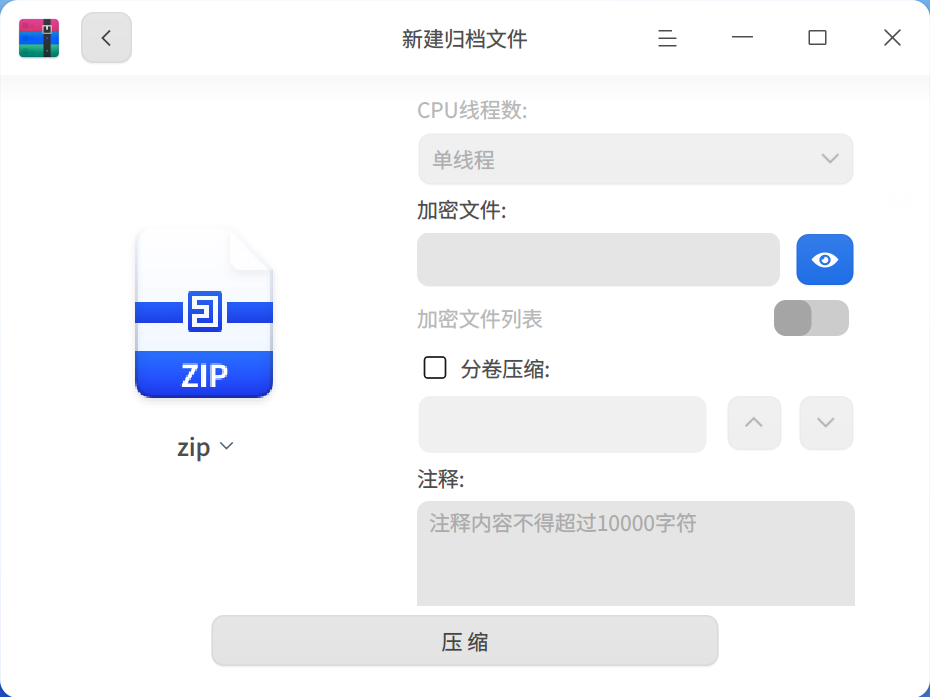 新建归档文件
CPU线程数:
单线程
加密文件:
加密文件列表
分卷压缩:
注释:
注释内容不得超过10000字符
ZIP
zip
压 缩